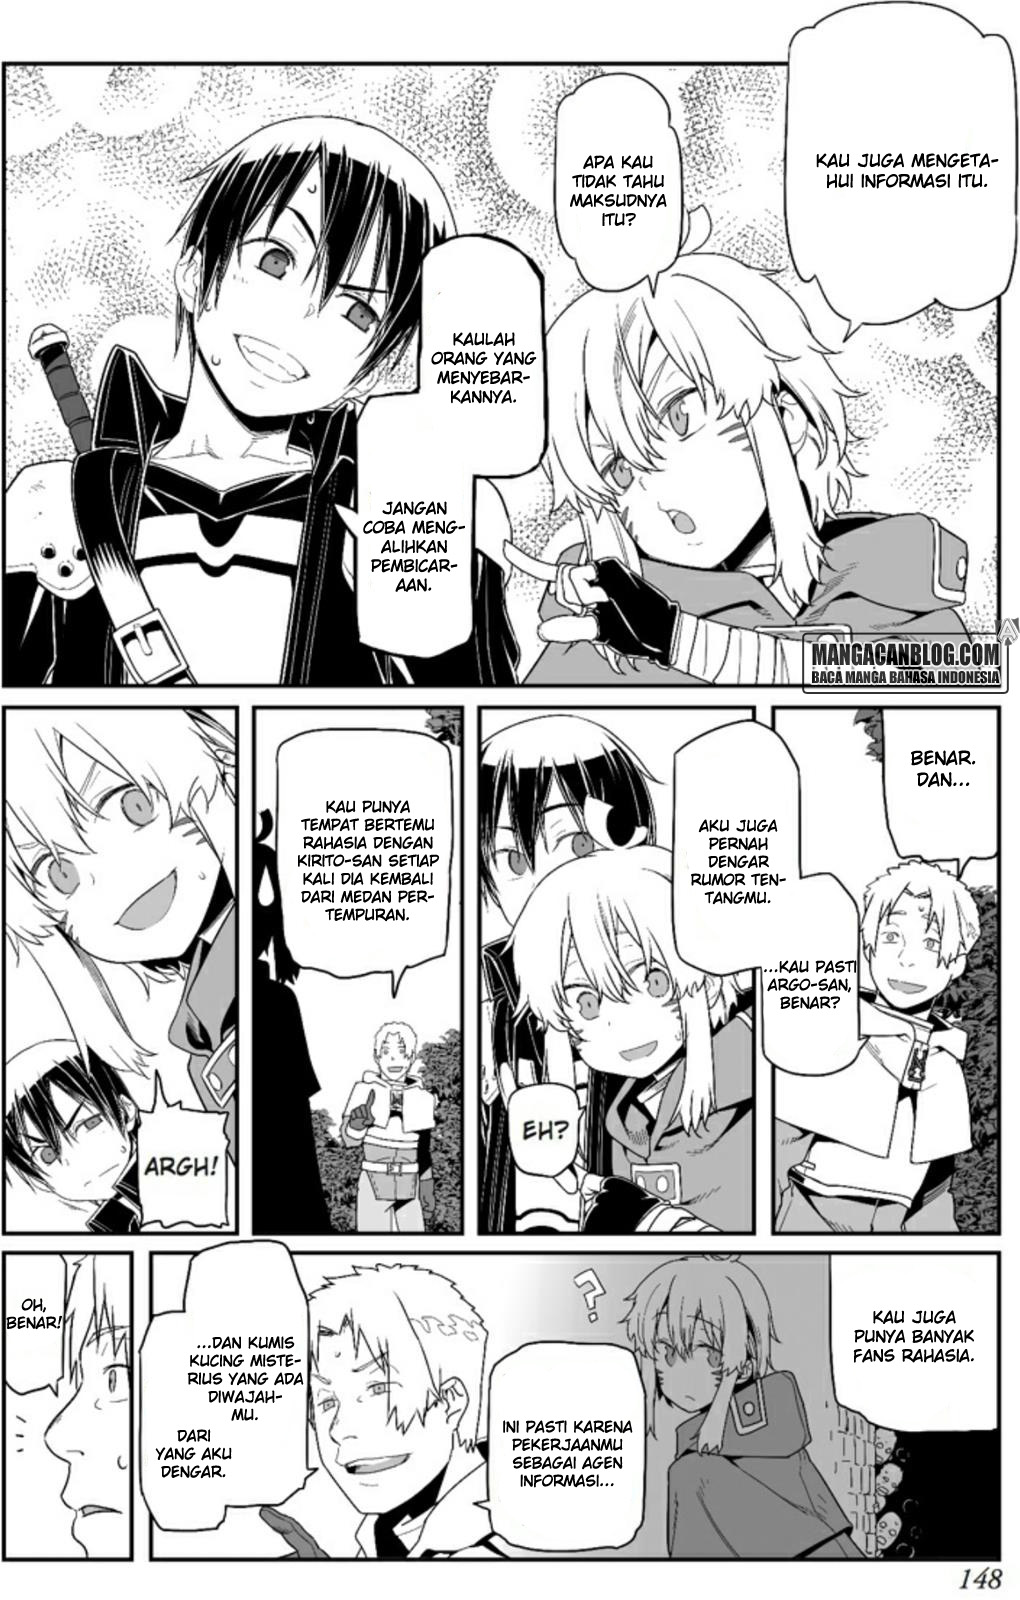 KAU JUGA MENGETA-
HUI INFORMASI ITU.
APA KAU
TIDAK TAHU
MAKSUDNYA
ITU?
KAULAH
ORANG YANG
MENYEBAR-
KANNYA.
JANGAN
COBA MENG-
ALIHKAN
PEMBICAR-
AAN.
MANGACANBLOG.COM
BACA MANGA BAHASA INDONESIA
BENAR.
DAN...
AKU JUGA
PERNAH
DENGAR
RUMOR TEN-
TANGMU.
...KAU PASTI
ARGO-SAN,
BENAR?
EH?
KAU PUNYA
TEMPAT BERTEMU
RAHASIA DENGAN
KIRITO-SAN SETIAP
KALI DIA KEMBALI
DARI MEDAN PER-
TEMPURAN.
ARGH!
KAU JUGA
PUNYA BANYAK
FANS RAHASIA.
?
INI PASTI KARENA
PEKERJAANMU
SEBAGAI AGEN
INFORMASI...
...DAN KUMIS
KUCING MISTE-
RIUS YANG ADA
DIWAJAH-
MU.
DARI
YANG AKU
DENGAR.
OH,
BENAR!
148